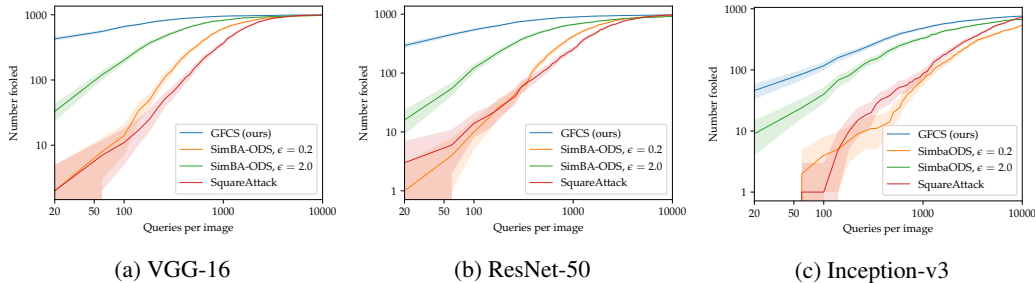 1000
100
10
Number fooled
20
50
100
1000
10000
Queries per image
GFCS (ours)
SimBA-ODS, ϵ = 0.2
SimBA-ODS, ϵ = 2.0
SquareAttack
(a) VGG-16
1000
100
10
1
Number fooled
20
50
100
1000
10000
Queries per image
GFCS (ours)
SimBA-ODS, ϵ = 0.2
SimBA-ODS, ϵ = 2.0
SquareAttack
(b) ResNet-50
1000
100
10
1
Number fooled
20
50
100
1000
10000
Queries per image
GFCS (ours)
SimbaODS, ϵ = 0.2
SimbaODS, ϵ = 2.0
SquareAttack
(c) Inception-v3